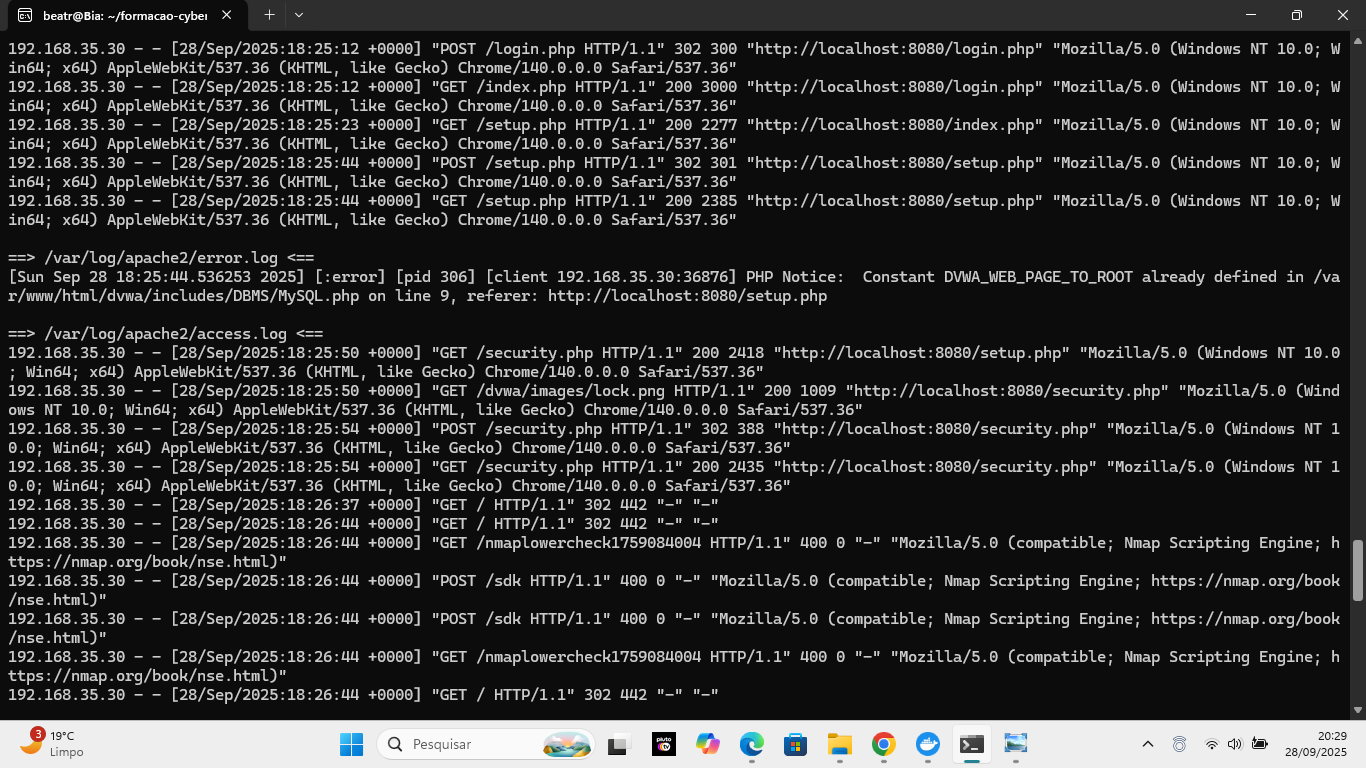 beatr@Bia: ~/formacao-cyber
192.168.35.30 - - [28/Sep/2025:18:25:12 +0000] "POST /login.php HTTP/1.1" 302 300 "http://localhost:8080/login.php" "Mozilla/5.0 (Windows NT 10.0; W
in64; x64) AppleWebKit/537.36 (KHTML, like Gecko) Chrome/140.0.0.0 Safari/537.36"
192.168.35.30 - - [28/Sep/2025:18:25:12 +0000] "GET /index.php HTTP/1.1" 200 3000 "http://localhost:8080/login.php" "Mozilla/5.0 (Windows NT 10.0; W
in64; x64) AppleWebKit/537.36 (KHTML, like Gecko) Chrome/140.0.0.0 Safari/537.36"
192.168.35.30 - - [28/Sep/2025:18:25:23 +0000] "GET /setup.php HTTP/1.1" 200 2277 "http://localhost:8080/index.php" "Mozilla/5.0 (Windows NT 10.0; W
in64; x64) AppleWebKit/537.36 (KHTML, like Gecko) Chrome/140.0.0.0 Safari/537.36"
192.168.35.30 - - [28/Sep/2025:18:25:44 +0000] "POST /setup.php HTTP/1.1" 302 301 "http://localhost:8080/setup.php" "Mozilla/5.0 (Windows NT 10.0; W
in64; x64) AppleWebKit/537.36 (KHTML, like Gecko) Chrome/140.0.0.0 Safari/537.36"
192.168.35.30 - - [28/Sep/2025:18:25:44 +0000] "GET /setup.php HTTP/1.1" 200 2385 "http://localhost:8080/setup.php" "Mozilla/5.0 (Windows NT 10.0; W
in64; x64) AppleWebKit/537.36 (KHTML, like Gecko) Chrome/140.0.0.0 Safari/537.36"
==> /var/log/apache2/error.log <==
[Sun Sep 28 18:25:44.536253 2025] [:error] [pid 306] [client 192.168.35.30:36876] PHP Notice:  Constant DVWA_WEB_PAGE_TO_ROOT already defined in /va
r/www/html/dvwa/includes/DBMS/MySQL.php on line 9, referer: http://localhost:8080/setup.php
==> /var/log/apache2/access.log <==
192.168.35.30 - - [28/Sep/2025:18:25:50 +0000] "GET /security.php HTTP/1.1" 200 2418 "http://localhost:8080/setup.php" "Mozilla/5.0 (Windows NT 10.0
; Win64; x64) AppleWebKit/537.36 (KHTML, like Gecko) Chrome/140.0.0.0 Safari/537.36"
192.168.35.30 - - [28/Sep/2025:18:25:50 +0000] "GET /dvwa/images/lock.png HTTP/1.1" 200 1009 "http://localhost:8080/security.php" "Mozilla/5.0 (Wind
ows NT 10.0; Win64; x64) AppleWebKit/537.36 (KHTML, like Gecko) Chrome/140.0.0.0 Safari/537.36"
192.168.35.30 - - [28/Sep/2025:18:25:54 +0000] "POST /security.php HTTP/1.1" 302 388 "http://localhost:8080/security.php" "Mozilla/5.0 (Windows NT 1
0.0; Win64; x64) AppleWebKit/537.36 (KHTML, like Gecko) Chrome/140.0.0.0 Safari/537.36"
192.168.35.30 - - [28/Sep/2025:18:25:54 +0000] "GET /security.php HTTP/1.1" 200 2435 "http://localhost:8080/security.php" "Mozilla/5.0 (Windows NT 1
0.0; Win64; x64) AppleWebKit/537.36 (KHTML, like Gecko) Chrome/140.0.0.0 Safari/537.36"
192.168.35.30 - - [28/Sep/2025:18:26:37 +0000] "GET / HTTP/1.1" 302 442 "-" "-"
192.168.35.30 - - [28/Sep/2025:18:26:44 +0000] "GET / HTTP/1.1" 302 442 "-" "-"
192.168.35.30 - - [28/Sep/2025:18:26:44 +0000] "GET /nmaplowercheck1759084004 HTTP/1.1" 400 0 "-" "Mozilla/5.0 (compatible; Nmap Scripting Engine; h
ttps://nmap.org/book/nse.html)"
192.168.35.30 - - [28/Sep/2025:18:26:44 +0000] "POST /sdk HTTP/1.1" 400 0 "-" "Mozilla/5.0 (compatible; Nmap Scripting Engine; https://nmap.org/book
/nse.html)"
192.168.35.30 - - [28/Sep/2025:18:26:44 +0000] "POST /sdk HTTP/1.1" 400 0 "-" "Mozilla/5.0 (compatible; Nmap Scripting Engine; https://nmap.org/book
/nse.html)"
192.168.35.30 - - [28/Sep/2025:18:26:44 +0000] "GET /nmaplowercheck1759084004 HTTP/1.1" 400 0 "-" "Mozilla/5.0 (compatible; Nmap Scripting Engine; h
ttps://nmap.org/book/nse.html)"
192.168.35.30 - - [28/Sep/2025:18:26:44 +0000] "GET / HTTP/1.1" 302 442 "-" "-"
3
19°C
Limpo
Pesquisar
pluto tv
20:29
28/09/2025